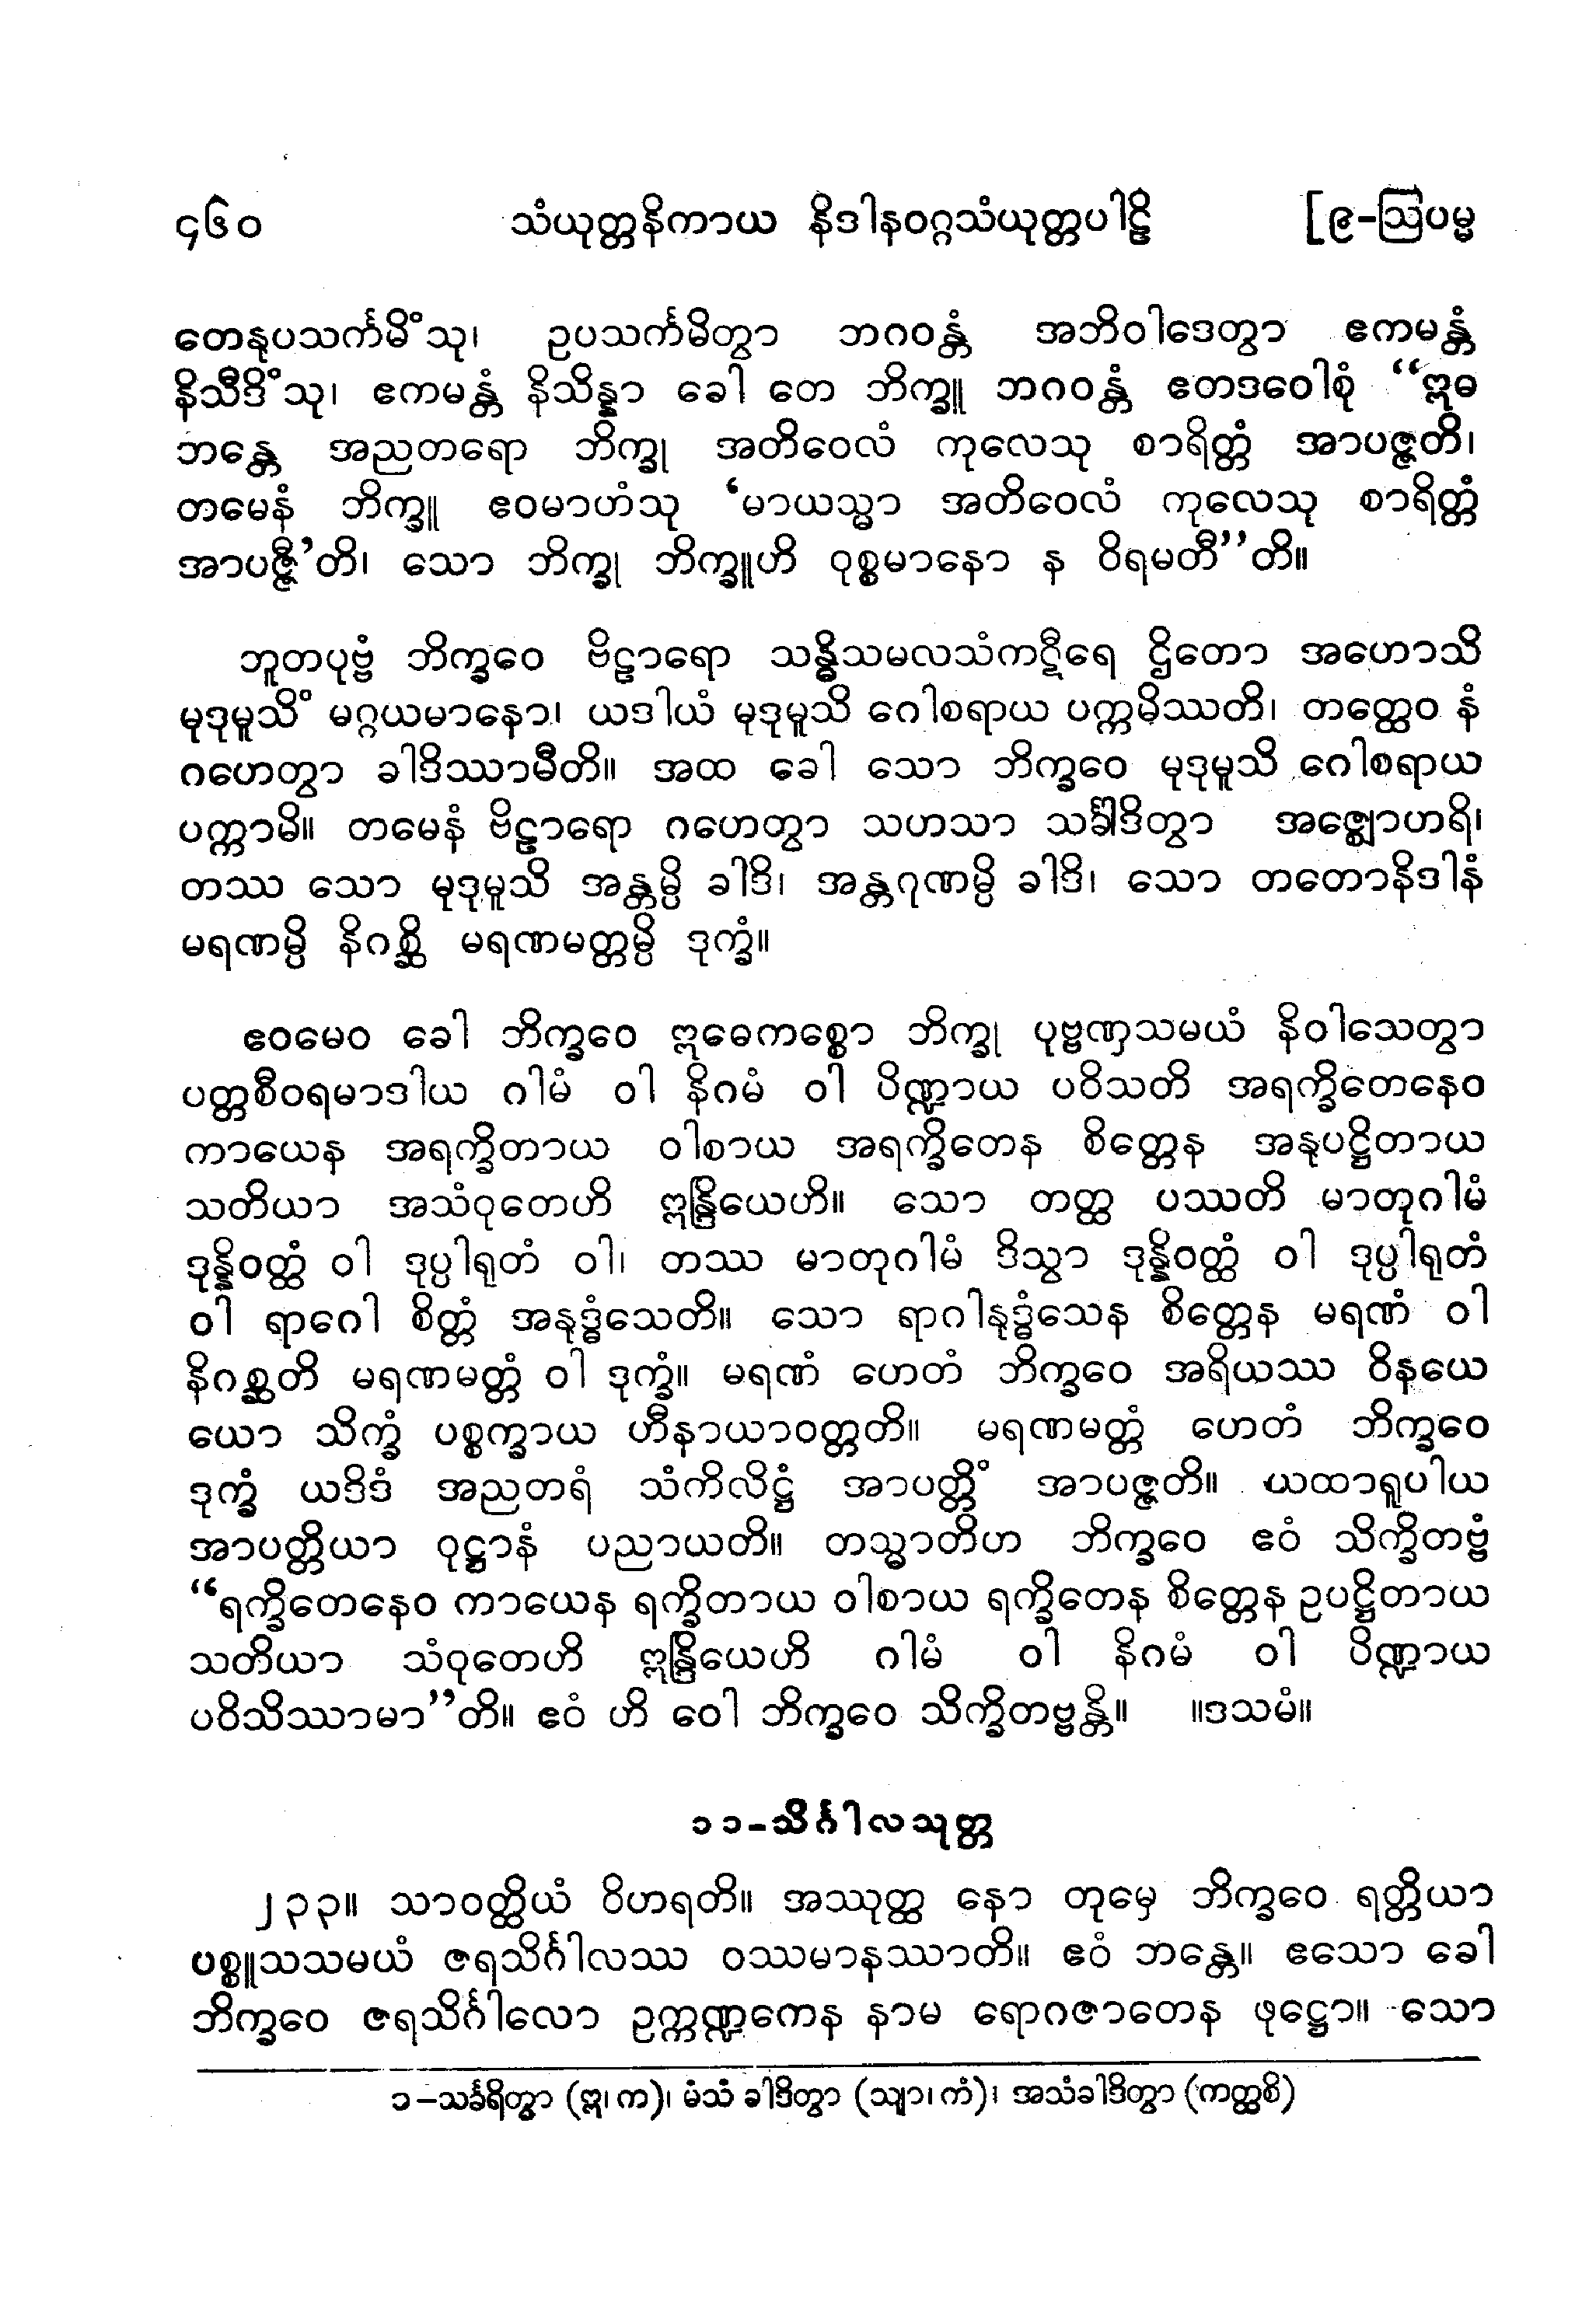 ၄၆၀ သံယုတ္တနိကာယ နိဒါနဝဂ္ဂသံယုတ္တပါဠိ [၉-ဩပမ္မ
တေနုပသင်္ကမိံသု၊ ဥပသင်္ကမိတွာ ဘဂဝန္တံ အဘိဝါဒေတွာ ဧကမန္တံ
နိသီဒိံသု၊ ဧကမန္တံ နိသိန္နာ ခေါ တေ ဘိက္ခူ ဘဂဝန္တံ ဧတဒဝေါစုံ “ဣဓ
ဘန္တေ အညတရော ဘိက္ခု အတိဝေလံ ကုလေသု စာရိတ္တံ အာပဇ္ဇတိ၊
တမေနံ ဘိက္ခူ ဧဝမာဟံသု ‘မာယသ္မာ အတိဝေလံ ကုလေသု စာရိတ္တံ
အာပဇ္ဇီ’တိ၊ သော ဘိက္ခု ဘိက္ခူဟိ ဝုစ္စမာနော န ဝိရမတီ”တိ။
ဘူတပုဗ္ဗံ ဘိက္ခဝေ ဗိဠာရော သန္ဓိသမလသံကဋီရေ ဌိတော အဟောသိ
မုဒုမူသိံ မဂ္ဂယမာနော၊ ယဒါယံ မုဒုမူသိ ဂေါစရာယ ပက္ကမိဿတိ၊ တတ္ထေဝ နံ
ဂဟေတွာ ခါဒိဿာမီတိ။ အထ ခေါ သော ဘိက္ခဝေ မုဒုမူသိ ဂေါစရာယ
ပက္ကာမိ။ တမေနံ ဗိဠာရော ဂဟေတွာ သဟသာ သင်္ခါဒိတွာ အဇ္ဈောဟရိ၊
တဿ သော မုဒုမူသိ အန္တမ္ပိ ခါဒိ၊ အန္တဂုဏမ္ပိ ခါဒိ၊ သော တတောနိဒါနံ
မရဏမ္ပိ နိဂစ္ဆိ မရဏမတ္တမ္ပိ ဒုက္ခံ။
ဧဝမေဝ ခေါ ဘိက္ခဝေ ဣဓေကစ္စော ဘိက္ခု ပုဗ္ဗဏှသမယံ နိဝါသေတွာ
ပတ္တစီဝရမာဒါယ ဂါမံ ဝါ နိဂမံ ဝါ ပိဏ္ဍာယ ပဝိသတိ အရက္ခိတေနေဝ
ကာယေန အရက္ခိတာယ ဝါစာယ အရက္ခိတေန စိတ္တေန အနုပဋ္ဌိတာယ
သတိယာ အသံဝုတေဟိ ဣန္ဒြိယေဟိ။ သော တတ္ထ ပဿတိ မာတုဂါမံ
ဒုန္နိဝတ္ထံ ဝါ ဒုပ္ပါရုတံ ဝါ၊ တဿ မာတုဂါမံ ဒိသွာ ဒုန္နိဝတ္ထံ ဝါ ဒုပ္ပါရုတံ
ဝါ ရာဂေါ စိတ္တံ အနုဒ္ဓံသေတိ။ သော ရာဂါနုဒ္ဓံသေန စိတ္တေန မရဏံ ဝါ
နိဂစ္ဆတိ မရဏမတ္တံ ဝါ ဒုက္ခံ။ မရဏံ ဟေတံ ဘိက္ခဝေ အရိယဿ ဝိနယေ
ယော သိက္ခံ ပစ္စက္ခာယ ဟီနာယာဝတ္တတိ။ မရဏမတ္တံ ဟေတံ ဘိက္ခဝေ
ဒုက္ခံ ယဒိဒံ အညတရံ သံကိလိဋ္ဌံ အာပတ္တိံ အာပဇ္ဇတိ။ ယထာရူပါယ
အာပတ္တိယာ ဝုဋ္ဌာနံ ပညာယတိ။ တသ္မာတိဟ ဘိက္ခဝေ ဧဝံ သိက္ခိတဗ္ဗံ
“ရက္ခိတေနေဝ ကာယေန ရက္ခိတာယ ဝါစာယ ရက္ခိတေန စိတ္တေန ဥပဋ္ဌိတာယ
သတိယာ သံဝုတေဟိ ဣန္ဒြိယေဟိ ဂါမံ ဝါ နိဂမံ ဝါ ပိဏ္ဍာယ
ပဝိသိဿာမာ”တိ။ ဧဝံ ဟိ ဝေါ ဘိက္ခဝေ သိက္ခိတဗ္ဗန္တိ။ ။ဒသမံ။
၁၁-သိင်္ဂါလသုတ္တ
၂၃၃။ သာဝတ္ထိယံ ဝိဟရတိ။ အဿုတ္ထ နော တုမှေ ဘိက္ခဝေ ရတ္တိယာ
ပစ္စူသသမယံ ဇရသိင်္ဂါလဿ ဝဿမာနဿာတိ။ ဧဝံ ဘန္တေ။ ဧသော ခေါ
ဘိက္ခဝေ ဇရသိင်္ဂါလော ဥက္ကဏ္ဍကေန နာမ ရောဂဇာတေန ဖုဋ္ဌော။ သော
၁-သင်္ခရိတွာ (ဣ၊ က)၊ မံသံ ခါဒိတွာ (သျာ၊ ကံ)၊ အသံခါဒိတွာ (ကတ္ထစိ)